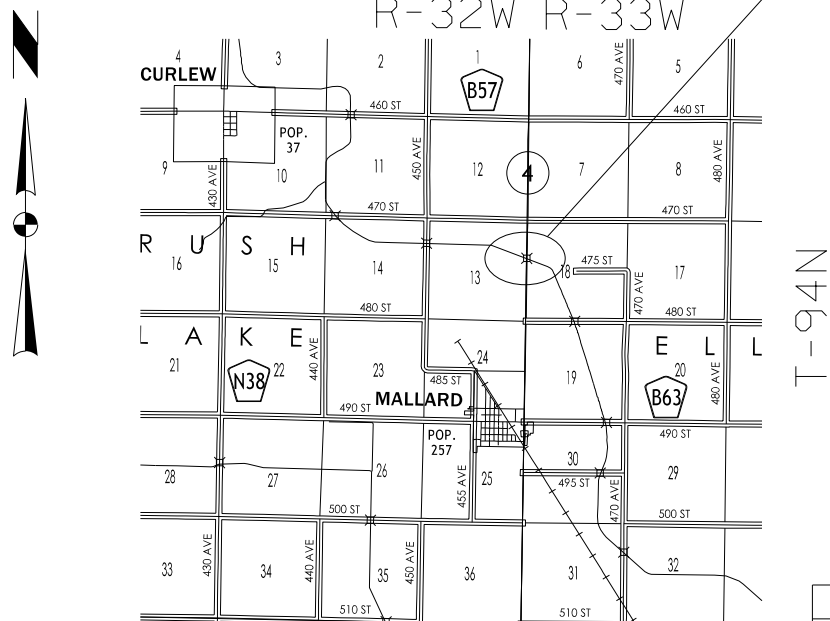 N
R-32W R-33W
4
3
2
1
6
470 AVE
5
CURLEW
B57
460 ST
460 ST
POP.
37
450 AVE
480 AVE
9
430 AVE
10
11
12
4
7
8
470 ST
470 ST
R U S H
16
15
14
13
18
475 ST
17
470 AVE
T-94N
480 ST
480 ST
L A K E
E L L
21
N38
22
440 AVE
23
24
19
20
480 AVE
485 ST
MALLARD
B63
490 ST
490 ST
POP.
257
28
27
26
455 AVE
25
30
495 ST
29
470 AVE
500 ST
500 ST
33
430 AVE
34
440 AVE
35
450 AVE
36
31
32
510 ST
510 ST